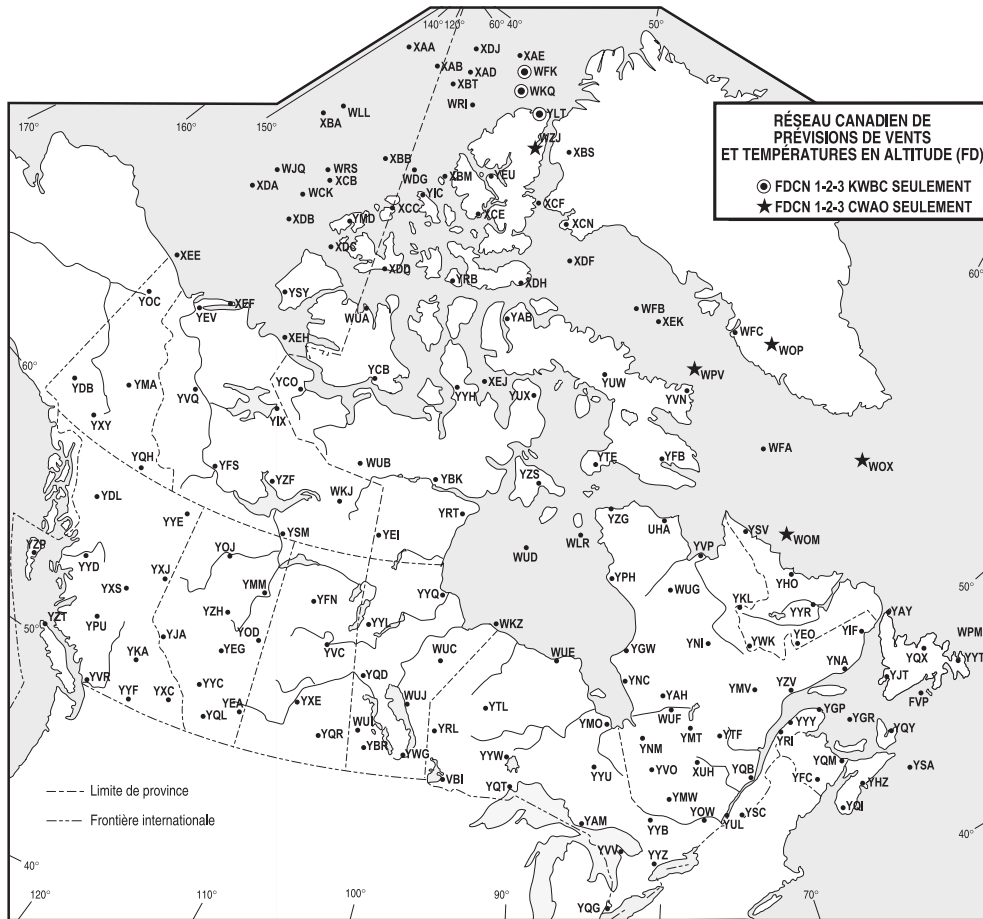 140° 120° 60° 40° 50°
XAA XDJ XAE
XAB XAD WFK
XBT WKQ
WLL WRI YLT
XBA
170° 160° 150°
RÉSEAU CANADIEN DE
PRÉVISIONS DE VENTS
ET TEMPÉRATURES EN ALTITUDE (FD)
FDCN 1-2-3 KWBC SEULEMENT
FDCN 1-2-3 CWAO SEULEMENT
WZJ XBS
XBB
WJQ WRS WDG XBM YEU
XDA XCB
WCK YIC
XCC XCE XCF
XDB YMD XCN
XDC
XEE XDD XDF
YRB XDH
YOC YSY
XEF WUA WFB
YEV YAB XEK
XEH WFC WOP
60°
60°
YDB YMA YCO YCB XEJ YUW WPV
YVQ YYH YUX YVN
XXY YIX
WFA
YQH YFS WUB YTE YFB WOX
YZF YBK YZS
YDL WKJ
YYE YRT YZG
UHA
YSM YEI WLR YSV WOM
YZP WUD
YYD YOJ YVP
YXJ YPH YHO
YXS YMM WUG
YFN YYQ YKL YYR
YZH YAY
50°
50°
YZT YPU YYL WKZ YIF
YJA YOD YNI YWK YEO WPM
YEG YVC WUC WUE YGW YQX YYT
YKA YNA
YVR YYC YQD YNC YMV YZV YJT
YYF YXC YAH FVP
YEA YXE WUJ YTL WUF YGP
YQL YMO YYY YGR
WUI YRL YMT YTF YRI YQY
YQR YBR YNM
YWG YYW YQM
YYU YVO XUH YQB YSA
VBI YQT YFC YHZ
Limite de province YMW
YQI
Frontière internationale YAM YYB YOW YUL YSC
40°
YVV YYZ
40°
YQG
120° 110° 100° 90° 70°